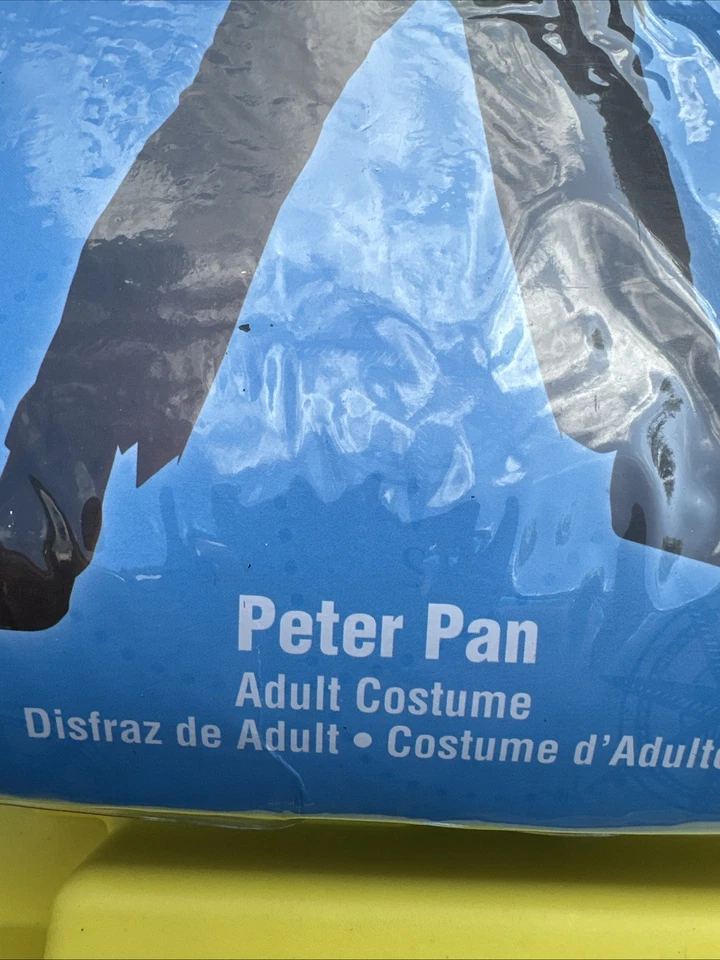 Peter Pan
Adult Costume
Disfraz de Adult • Costume d'Adulte